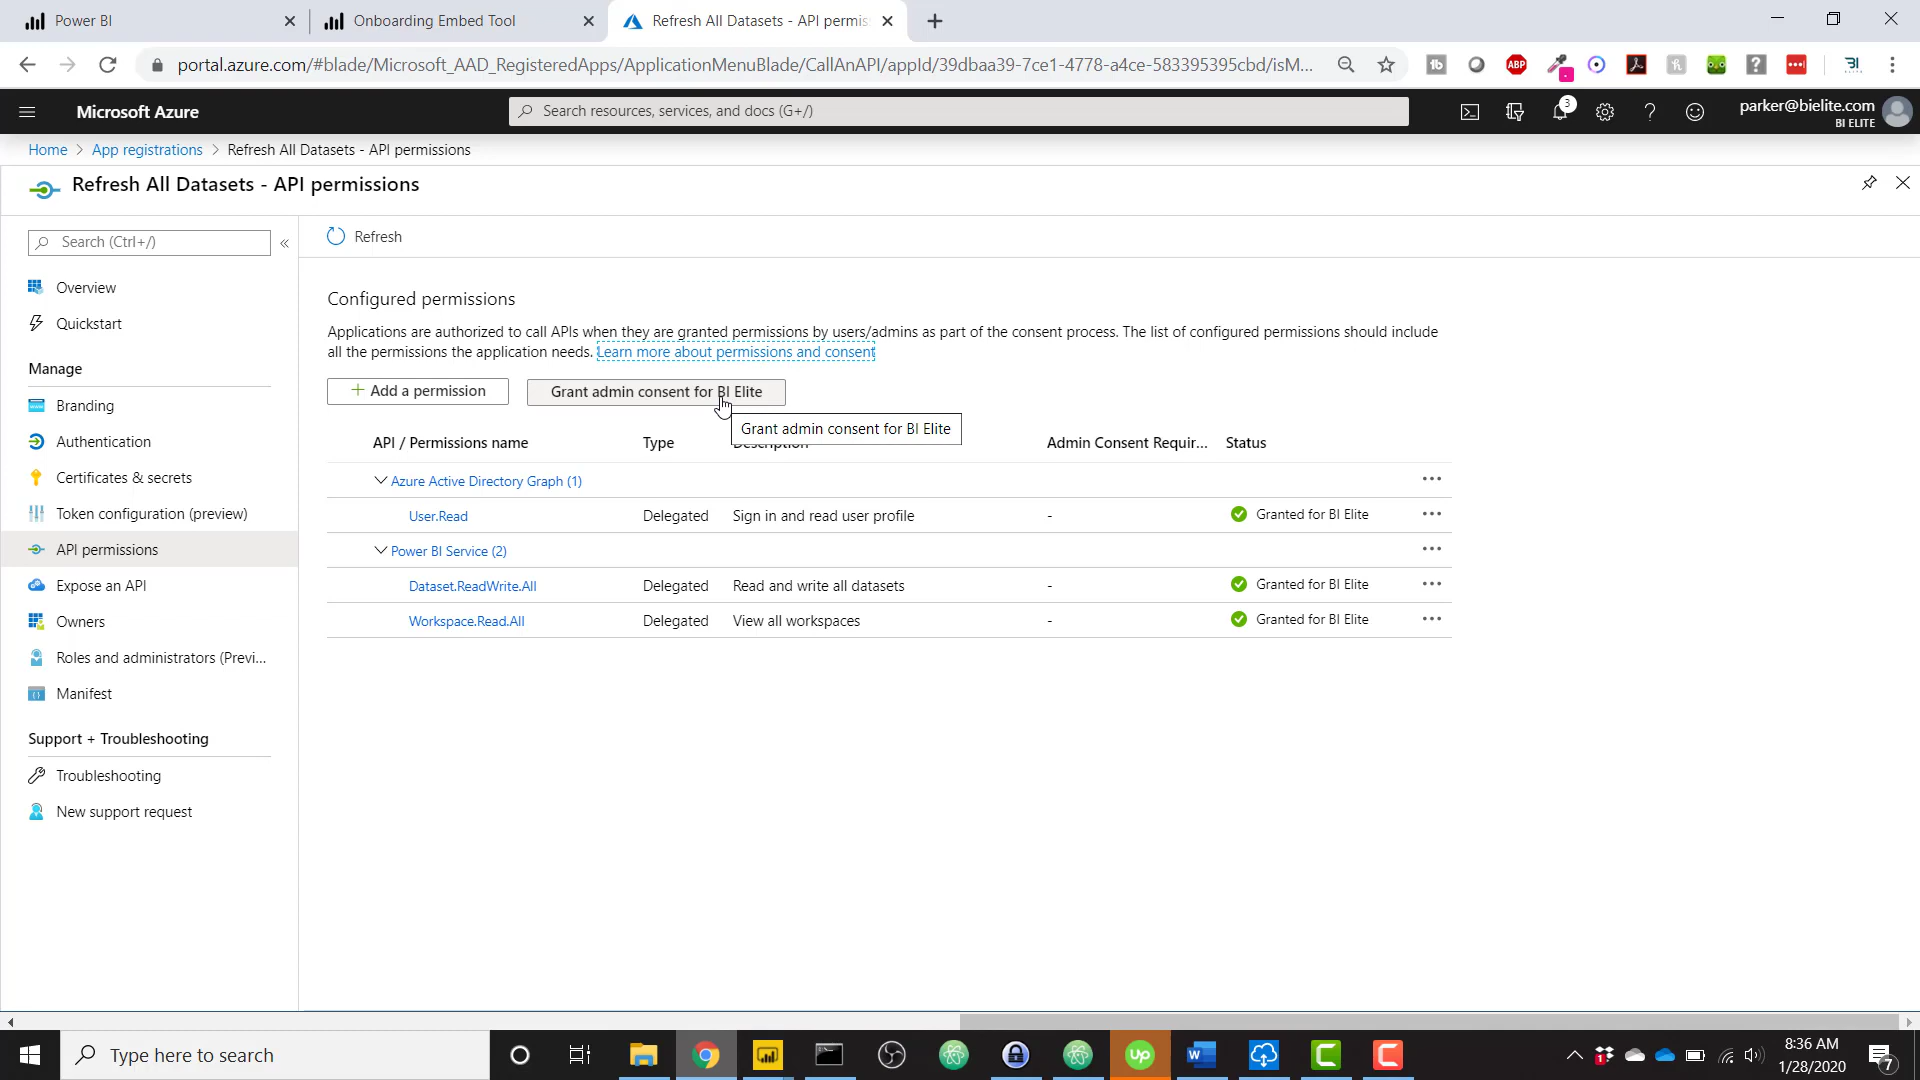 Power BI
Onboarding Embed Tool
Refresh All Datasets - API permis
portal.azure.com/#blade/Microsoft_AAD_RegisteredApps/ApplicationMenuBlade/CallAnAPI/appId/39dbaa39-7ce1-4778-a4ce-583395395cbd/isM...
ABP
Microsoft Azure
Search resources, services, and docs (G+/)
3
parker@bielite.com
BI ELITE
Home > App registrations > Refresh All Datasets - API permissions
Refresh All Datasets - API permissions
Search (Ctrl+/)
«
Refresh
Overview
Quickstart
Manage
Branding
Authentication
Certificates & secrets
Token configuration (preview)
API permissions
Expose an API
Owners
Roles and administrators (Previ...
Manifest
Support + Troubleshooting
Troubleshooting
New support request
Configured permissions
Applications are authorized to call APIs when they are granted permissions by users/admins as part of the consent process. The list of configured permissions should include
all the permissions the application needs. Learn more about permissions and consent
+ Add a permission
Grant admin consent for BI Elite
Grant admin consent for BI Elite
API / Permissions name Type Description Admin Consent Requir... Status
Azure Active Directory Graph (1) ...
User.Read Delegated Sign in and read user profile - Granted for BI Elite ...
Power BI Service (2) ...
Dataset.ReadWrite.All Delegated Read and write all datasets - Granted for BI Elite ...
Workspace.Read.All Delegated View all workspaces - Granted for BI Elite ...
Type here to search
8:36 AM
1/28/2020
7